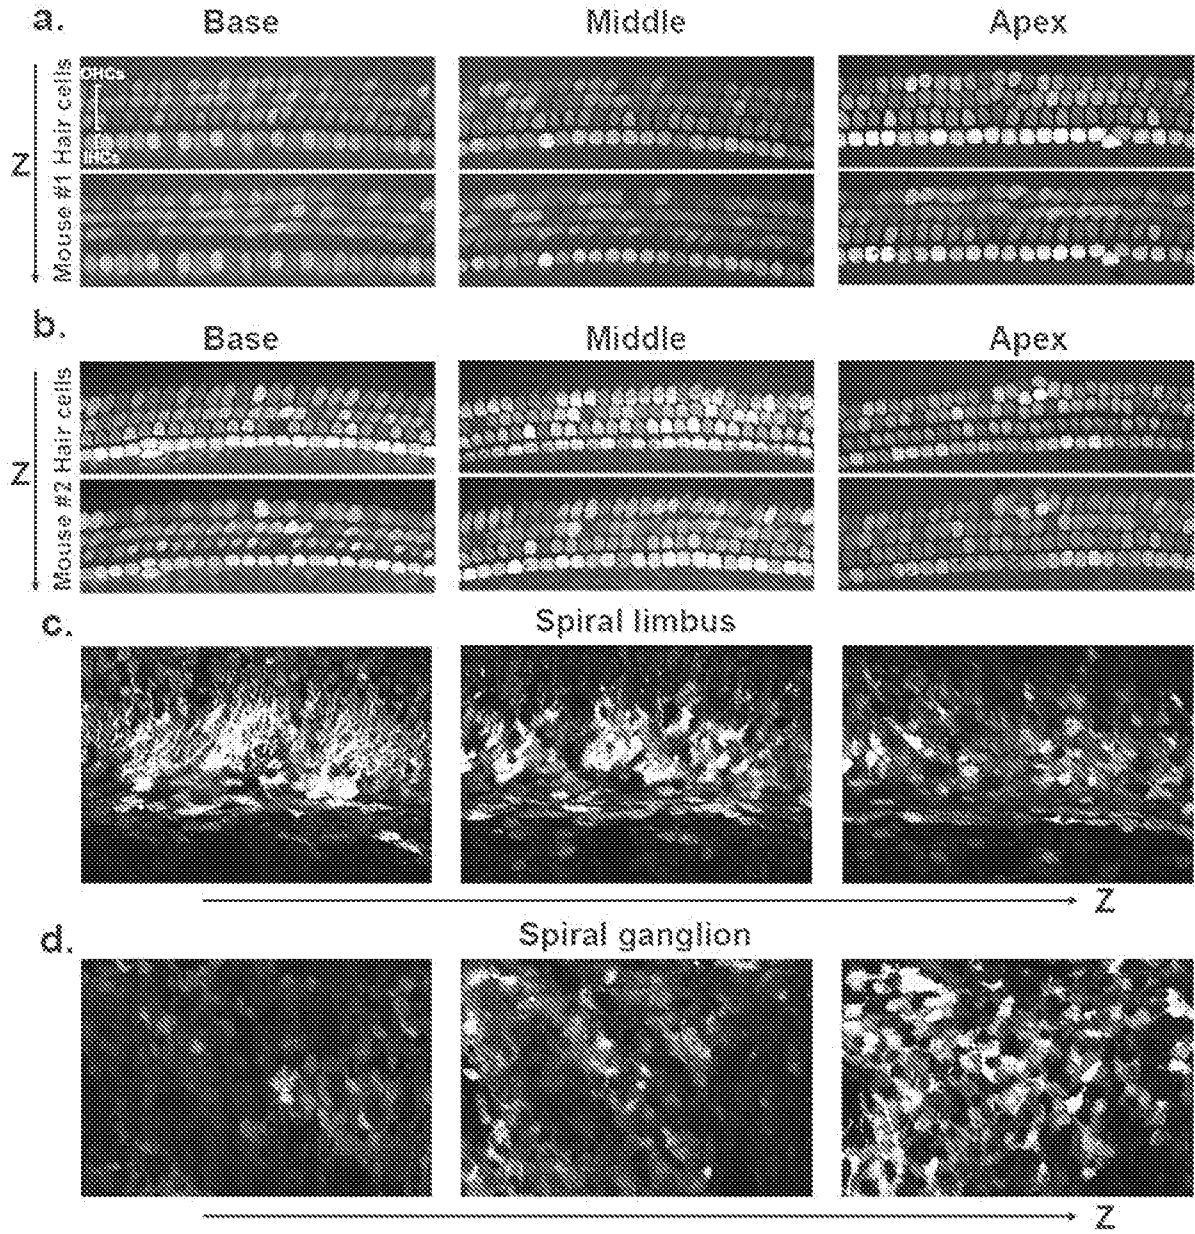 a.
Base Middle Apex
OHCs
IHCs
Z
Mouse #1 Hair cells
b.
Base Middle Apex
Z
Mouse #2 Hair cells
c.
Spiral limbus
Z
d.
Spiral ganglion
Z